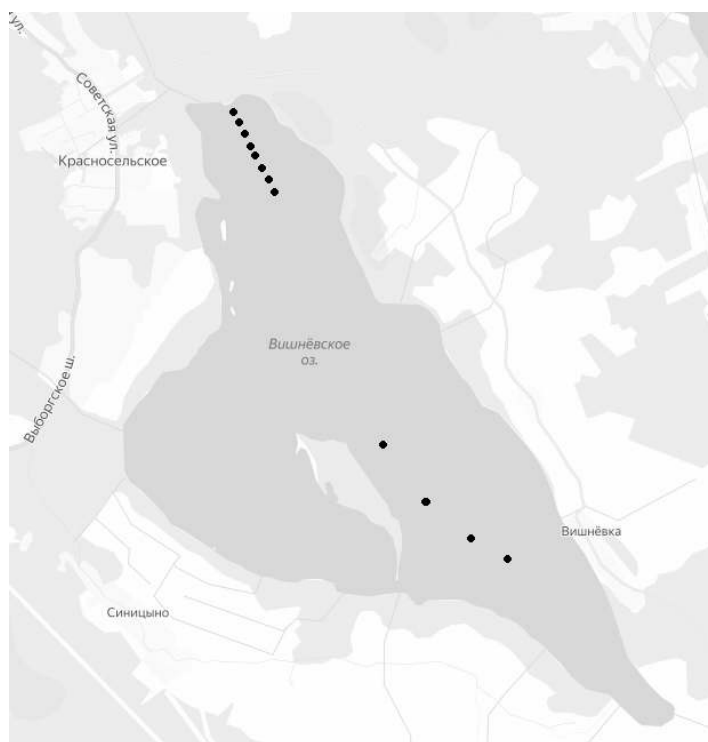 ул.
Советская ул.
Красносельское
Вишнёвское
оз.
Выборгское ш.
Вишнёвка
Синицыно